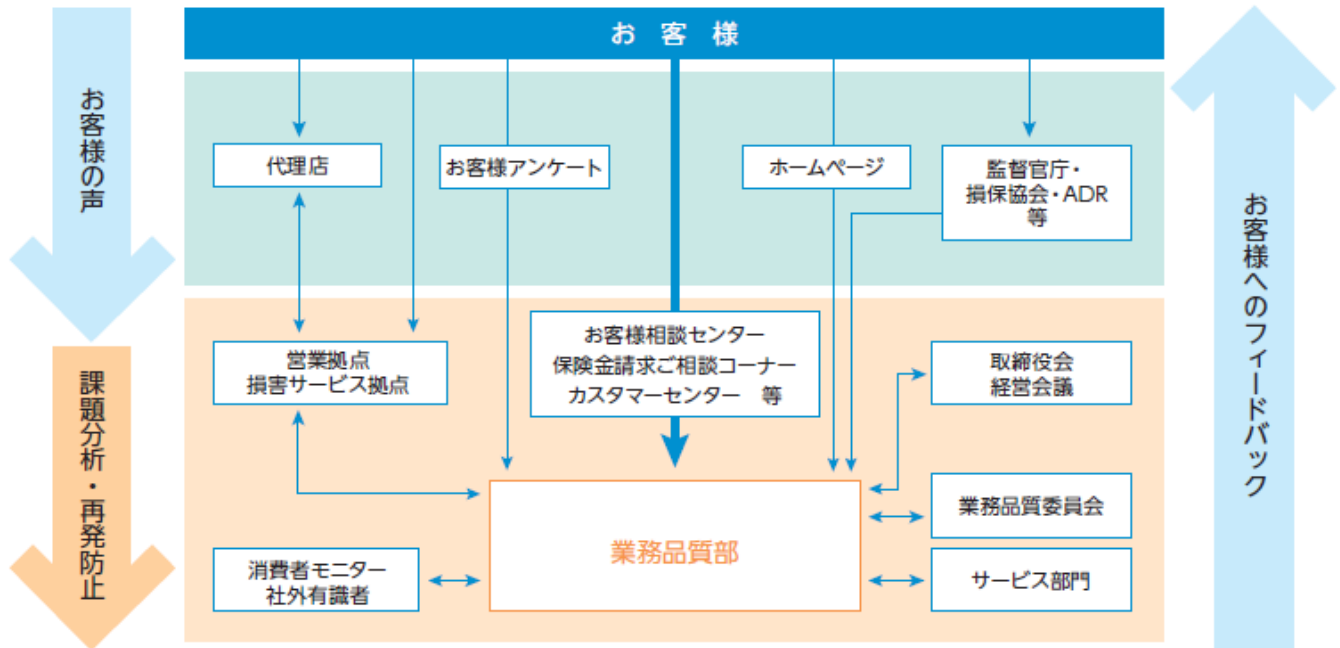 お客様
お客様の声
代理店
お客様アンケート
ホームページ
監督官庁・
損保協会・ADR
等
お客様へのフィードバック
課題分析・再発防止
営業拠点
損害サービス拠点
お客様相談センター
保険金請求ご相談コーナー
カスタマーセンター 等
取締役会
経営会議
業務品質委員会
業務品質部
消費者モニター
社外有識者
サービス部門